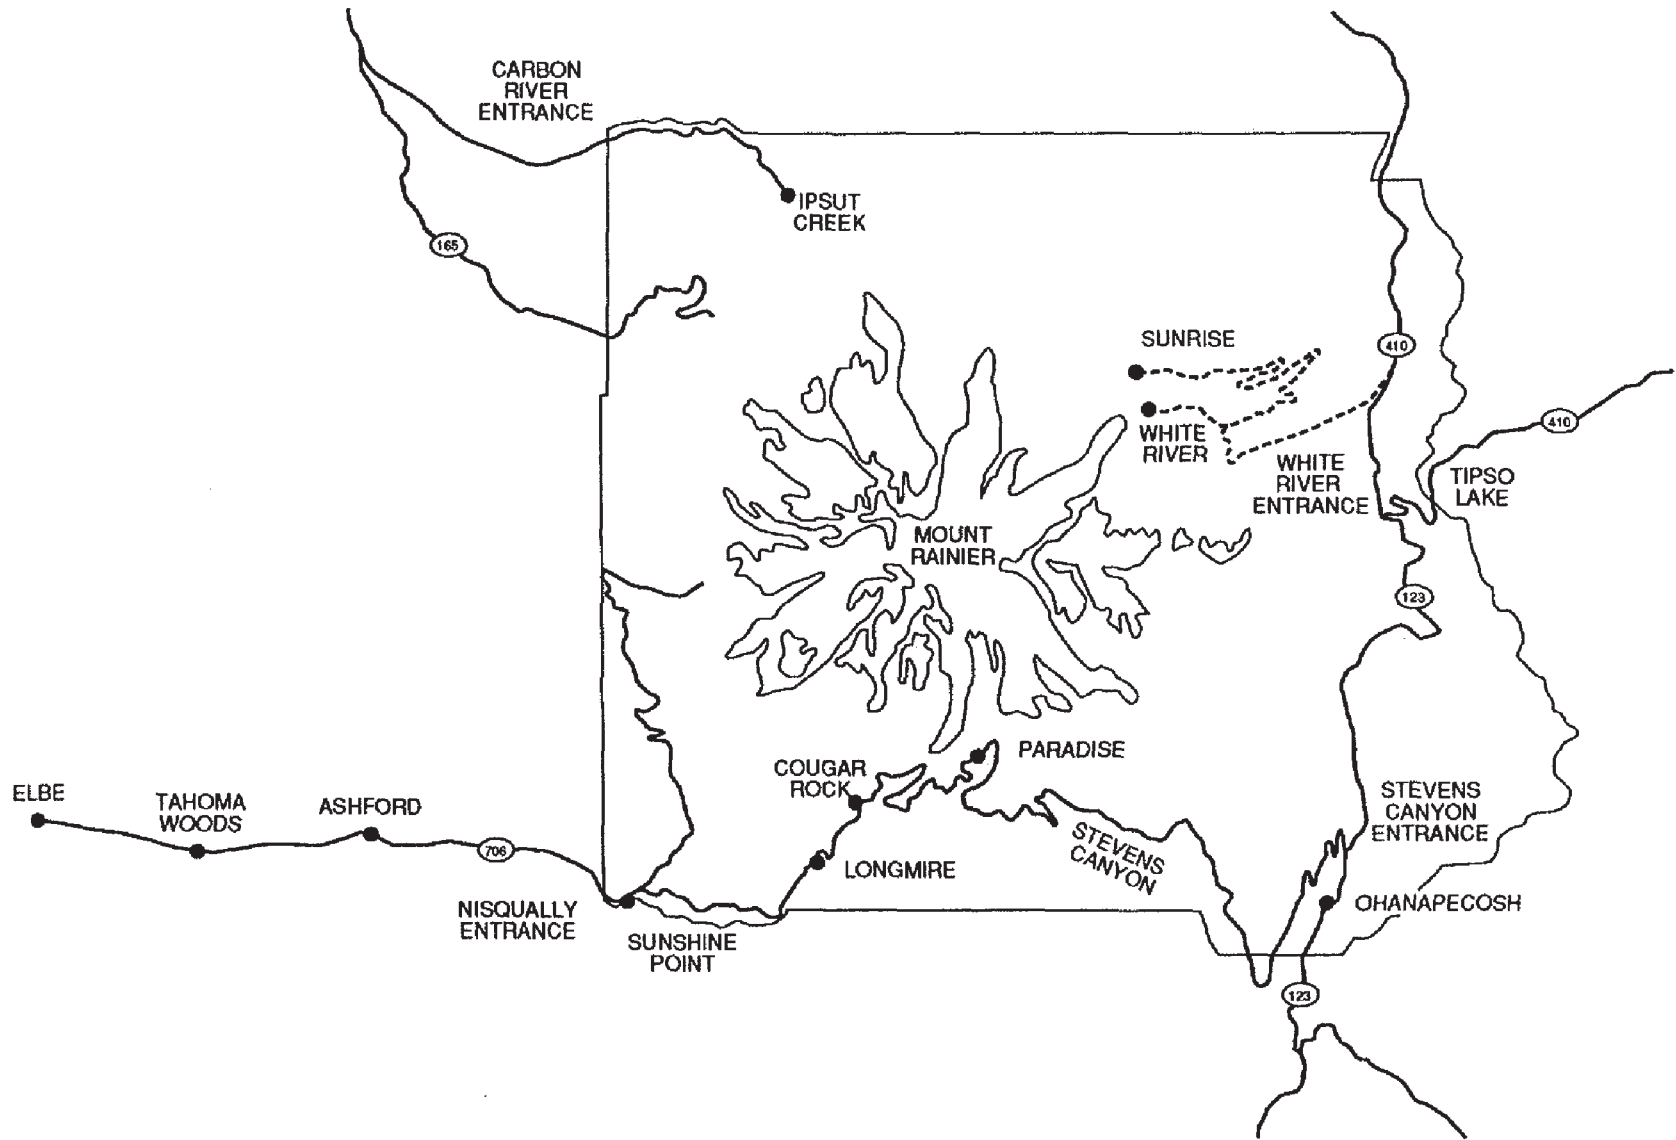 CARBON
RIVER
ENTRANCE
IPSUT
CREEK
165
SUNRISE
410
WHITE
RIVER
WHITE
RIVER
ENTRANCE
410
TIPSO
LAKE
MOUNT
RAINIER
123
PARADISE
COUGAR
ROCK
ELBE
TAHOMA
WOODS
ASHFORD
706
STEVENS
CANYON
STEVENS
CANYON
ENTRANCE
LONGMIRE
NISQUALLY
ENTRANCE
SUNSHINE
POINT
OHANAPECOSH
123